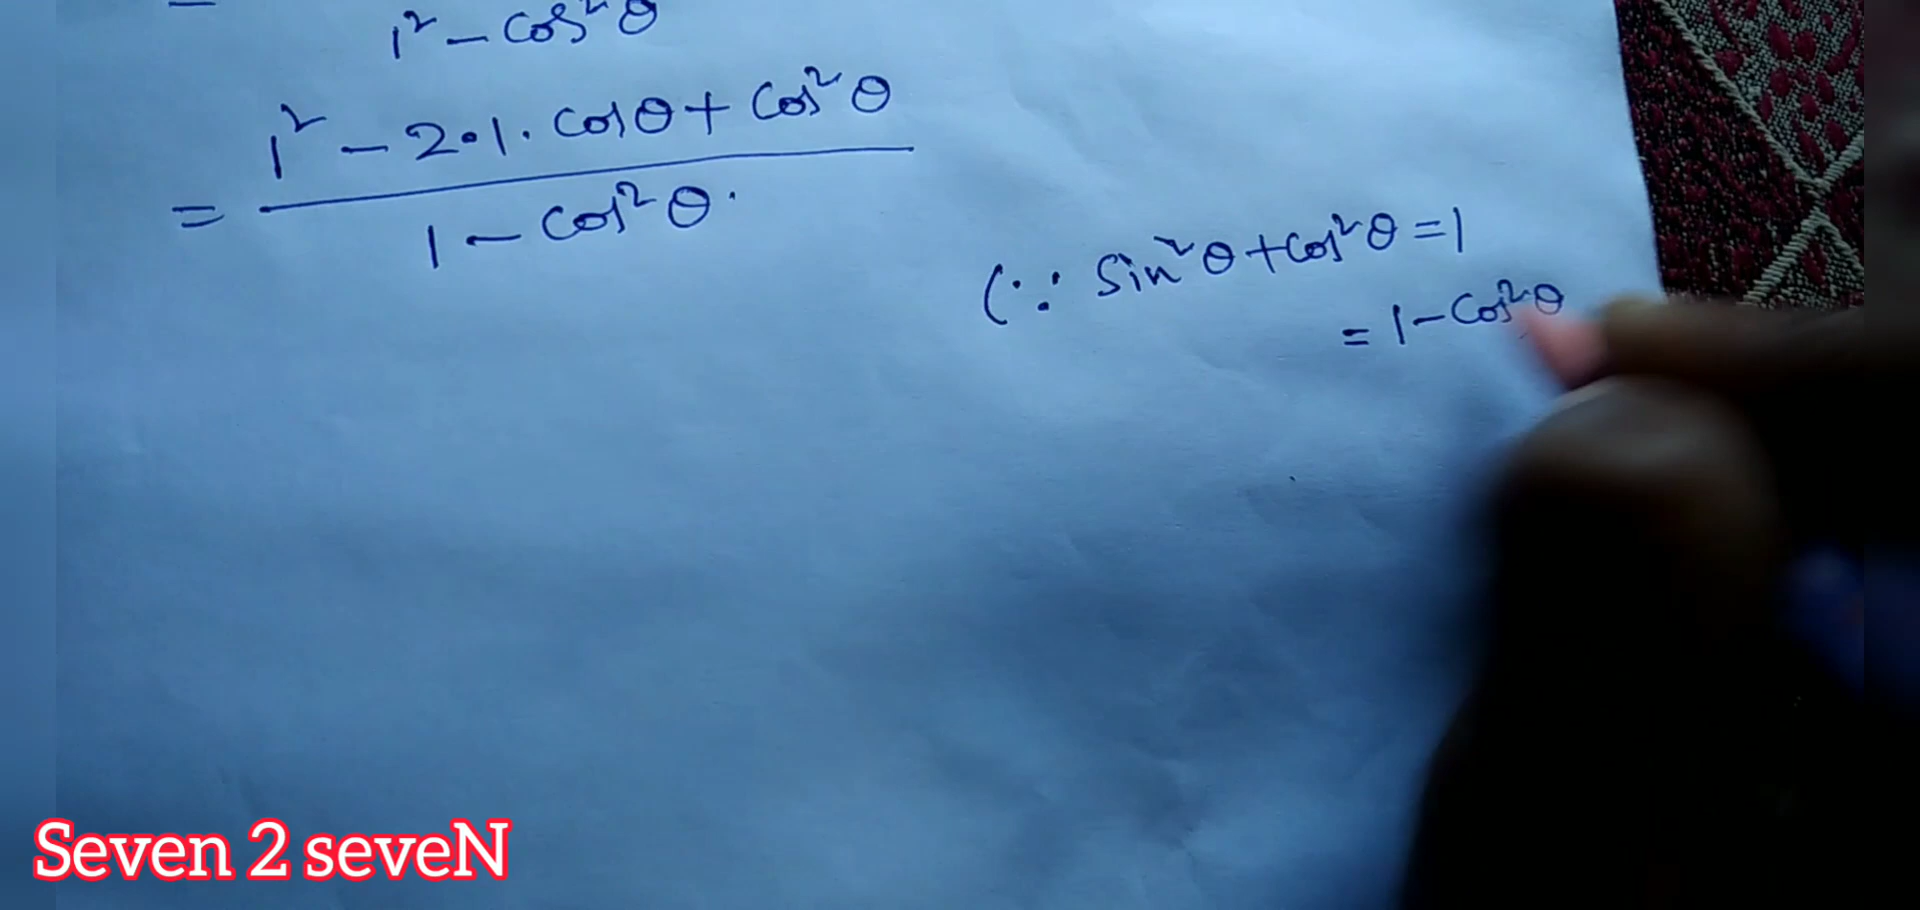 1² - cos²θ
= (1² - 2·1·cosθ + cos²θ) / (1 - cos²θ)
(∵ sin²θ + cos²θ = 1
= 1 - cos²θ
Seven 2 seveN